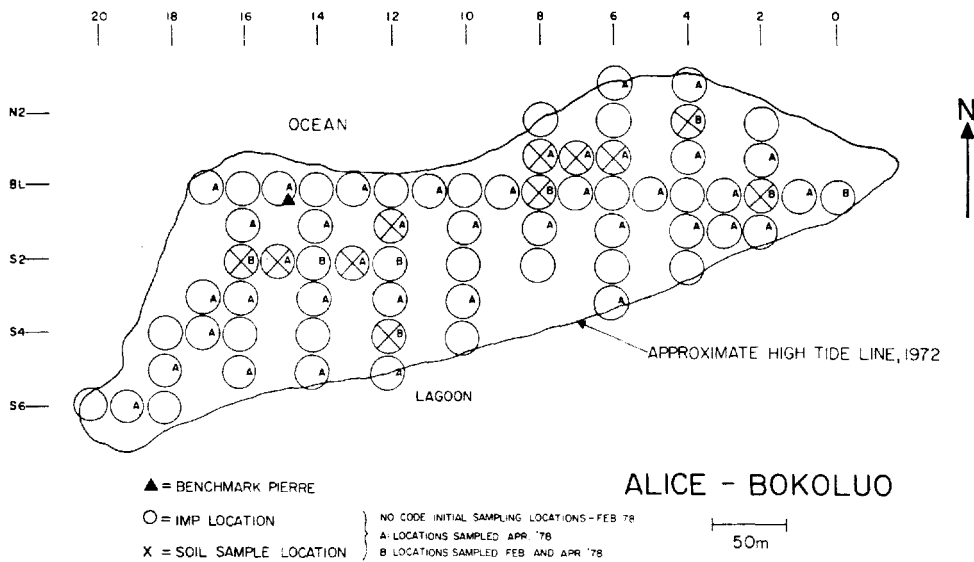 20 18 16 14 12 10 8 6 4 2 0
A A
N
N2 B
OCEAN
A A A A A
BL A A A A A B A A A B A B
A A A A A A A A A
S2 B A B A B
A A A A A A
S4 A B
APPROXIMATE HIGH TIDE LINE, 1972
A A A A
LAGOON
S6 A
▲ = BENCHMARK PIERRE
○ = IMP LOCATION
X = SOIL SAMPLE LOCATION
NO CODE INITIAL SAMPLING LOCATIONS - FEB 78
A: LOCATIONS SAMPLED APR. '78
B LOCATIONS SAMPLED FEB AND APR '78
ALICE - BOKOLUO
50m